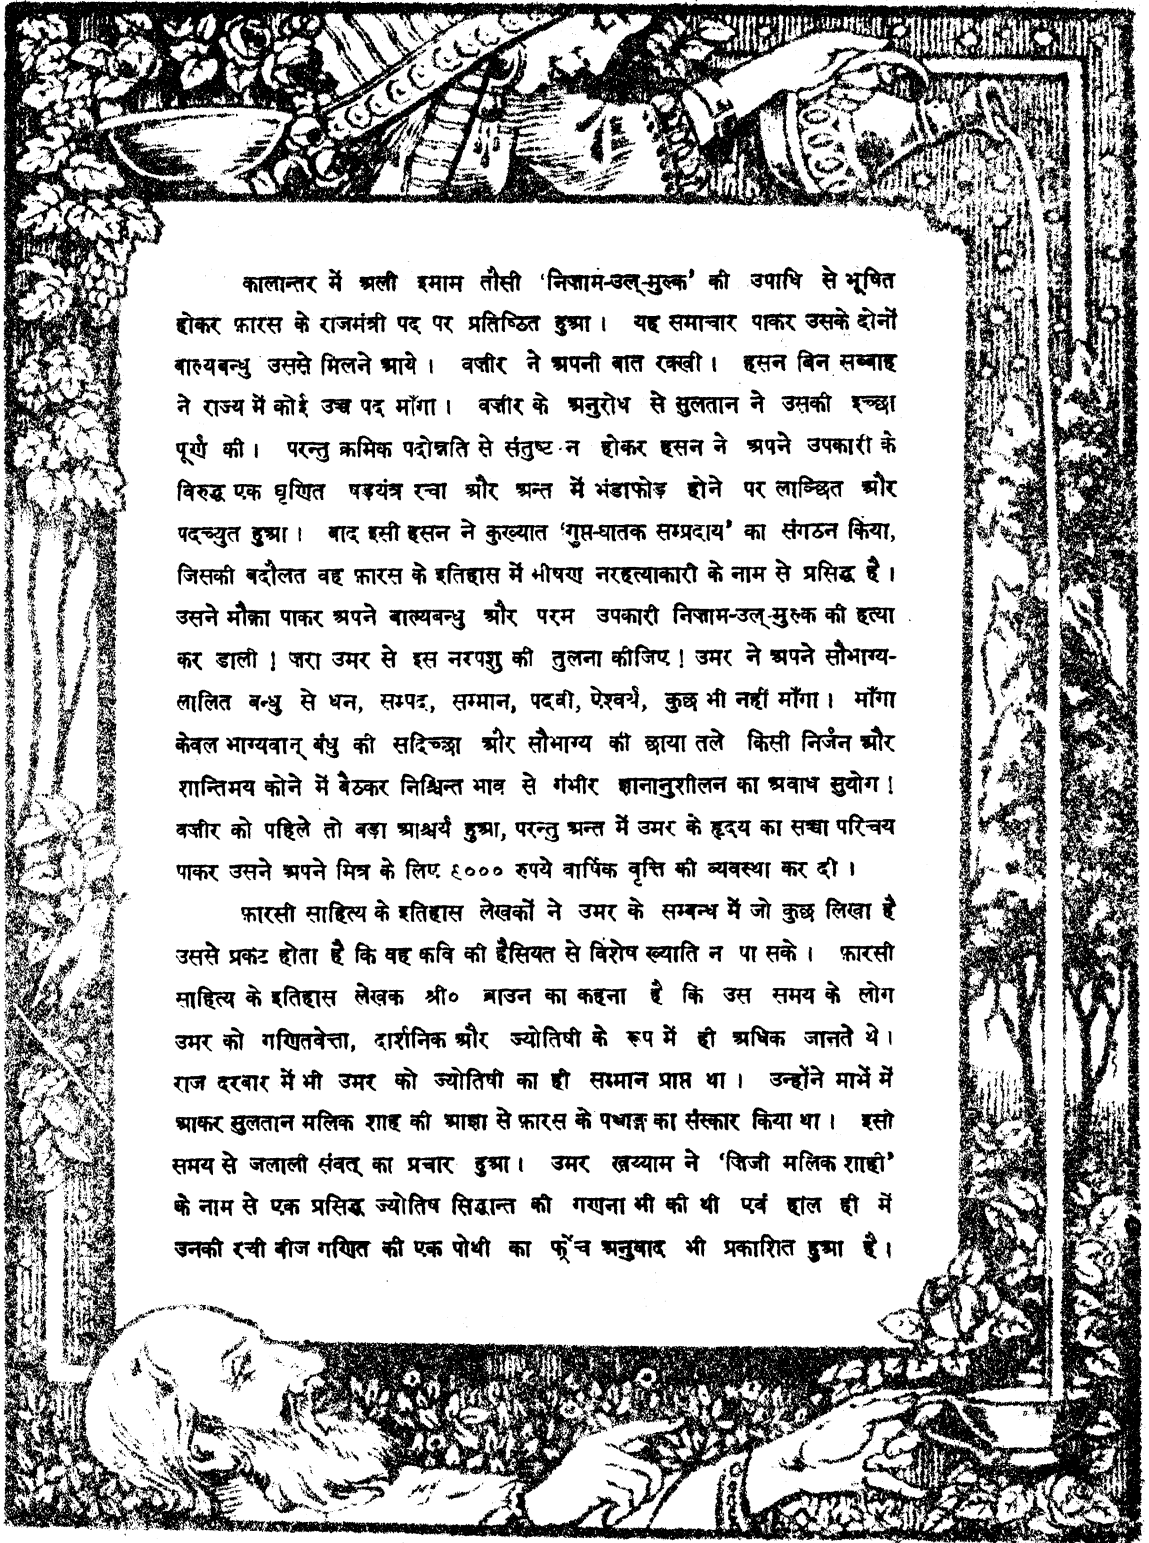 कालान्तर में अली इमाम तौसी ‘निज़ाम-उल्-मुल्क’ की उपाधि से भूषित
होकर फ़ारस के राजमंत्री पद पर प्रतिष्ठित हुआ। यह समाचार पाकर उसके दोनों
बाल्यबन्धु उससे मिलने आये। वज़ीर ने अपनी बात रक्खी। हसन बिन सब्बाह
ने राज्य में कोई उच्च पद माँगा। वज़ीर के अनुरोध से सुलतान ने उसकी इच्छा
पूर्ण की। परन्तु क्रमिक पदोन्नति से संतुष्ट न होकर हसन ने अपने उपकारी के
विरुद्ध एक घृणित षड़यंत्र रचा और अन्त में भंडाफोड़ होने पर लाञ्छित और
पदच्युत हुआ। बाद इसी हसन ने कुख्यात ‘गुप्त-घातक सम्प्रदाय’ का संगठन किया,
जिसकी बदौलत वह फ़ारस के इतिहास में भीषण नरहत्याकारी के नाम से प्रसिद्ध है।
उसने मौक़ा पाकर अपने बाल्यबन्धु और परम उपकारी निज़ाम-उल्-मुल्क की हत्या
कर डाली! ज़रा उमर से इस नरपशु की तुलना कीजिए! उमर ने अपने सौभाग्य-
लालित बन्धु से धन, सम्पद, सम्मान, पदवी, ऐश्वर्य, कुछ भी नहीं माँगा। माँगा
केवल भाग्यवान् बंधु की सदिच्छा और सौभाग्य की छाया तले किसी निर्जन और
शान्तिमय कोने में बैठकर निश्चिन्त भाव से गंभीर ज्ञानानुशीलन का अबाध सुयोग!
वज़ीर को पहिले तो बड़ा आश्चर्य हुआ, परन्तु अन्त में उमर के हृदय का सच्चा परिचय
पाकर उसने अपने मित्र के लिए ९००० रुपये वार्षिक वृत्ति की व्यवस्था कर दी।
फ़ारसी साहित्य के इतिहास लेखकों ने उमर के सम्बन्ध में जो कुछ लिखा है
उससे प्रकट होता है कि वह कवि की हैसियत से विशेष ख्याति न पा सके। फ़ारसी
साहित्य के इतिहास लेखक श्री० ब्राउन का कहना है कि उस समय के लोग
उमर को गणितवेत्ता, दार्शनिक और ज्योतिषी के रूप में ही अधिक जानते थे।
राज दरबार में भी उमर को ज्योतिषी का ही सम्मान प्राप्त था। उन्होंने मार्भे में
आकर सुलतान मलिक शाह की आज्ञा से फ़ारस के पञ्चाङ्ग का संस्कार किया था। इसी
समय से जलाली संवत् का प्रचार हुआ। उमर ख़य्याम ने ‘ज़िजी मलिक शाही’
के नाम से एक प्रसिद्ध ज्योतिष सिद्धान्त की गणना भी की थी एवं हाल ही में
उनकी रची बीज गणित की एक पोथी का फ्रेंच अनुवाद भी प्रकाशित हुआ है।